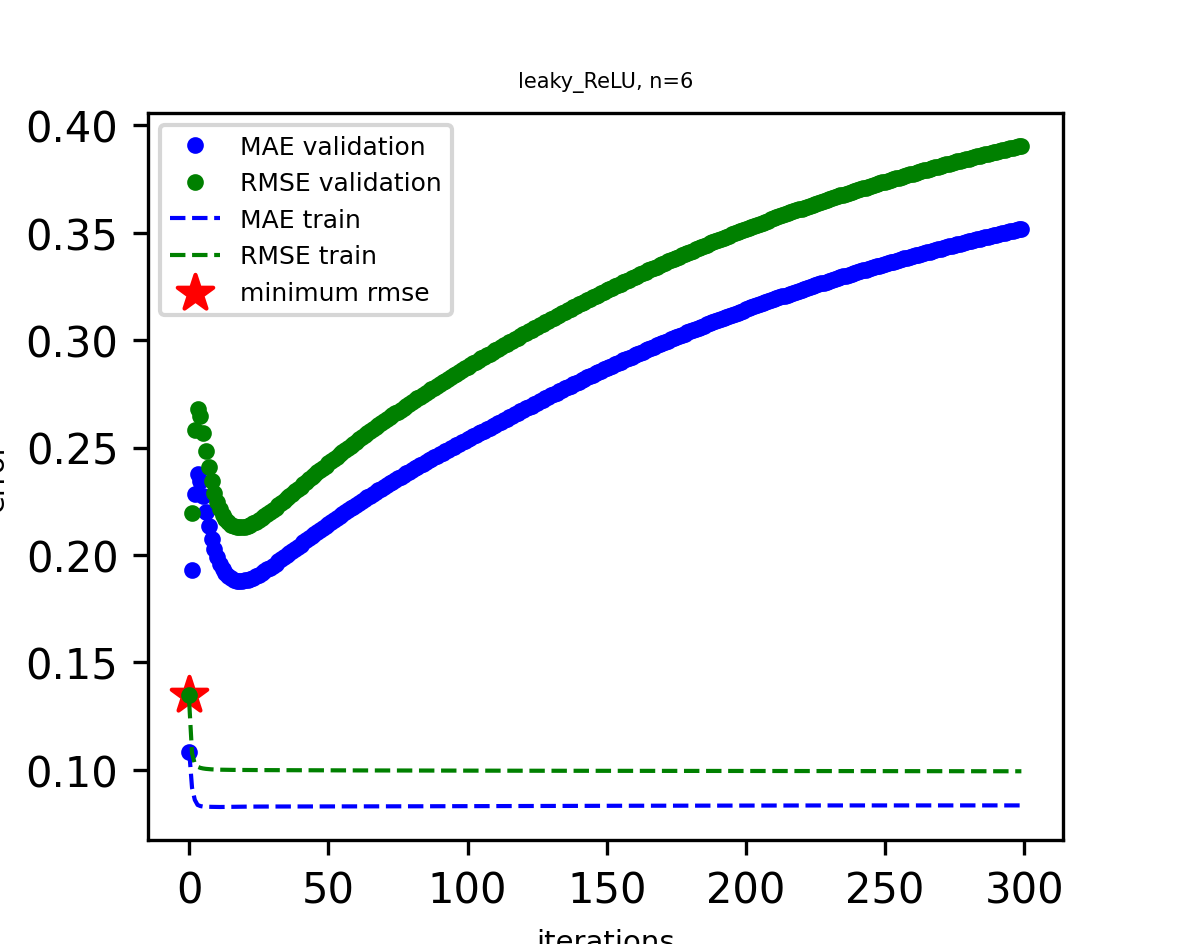 leaky_ReLU, n=6
0.40
0.35
0.30
0.25
0.20
0.15
0.10
MAE validation
RMSE validation
MAE train
RMSE train
minimum rmse
0 50 100 150 200 250 300
iterations